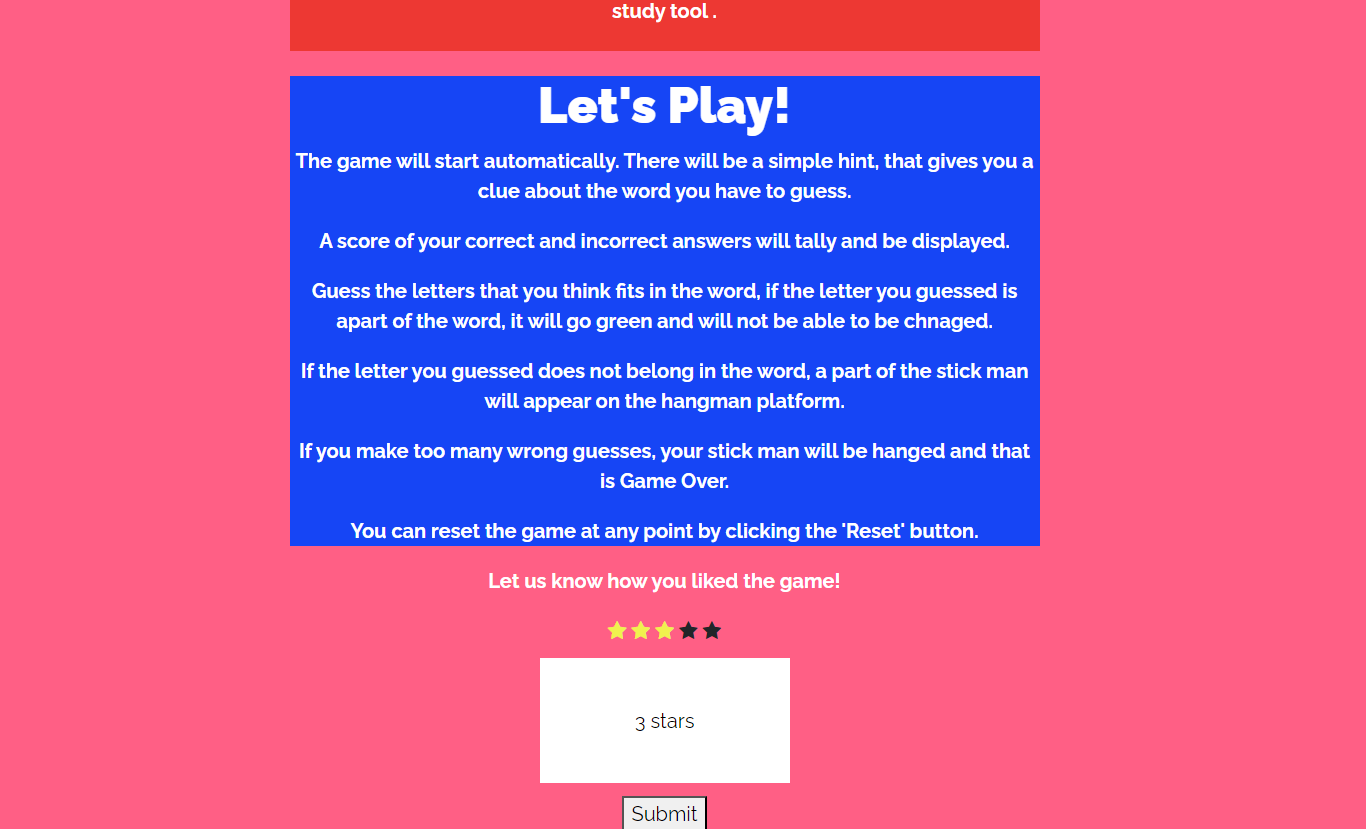 study tool .
Let's Play!
The game will start automatically. There will be a simple hint, that gives you a
clue about the word you have to guess.
A score of your correct and incorrect answers will tally and be displayed.
Guess the letters that you think fits in the word, if the letter you guessed is
apart of the word, it will go green and will not be able to be chnaged.
If the letter you guessed does not belong in the word, a part of the stick man
will appear on the hangman platform.
If you make too many wrong guesses, your stick man will be hanged and that
is Game Over.
You can reset the game at any point by clicking the 'Reset' button.
Let us know how you liked the game!
3 stars
Submit